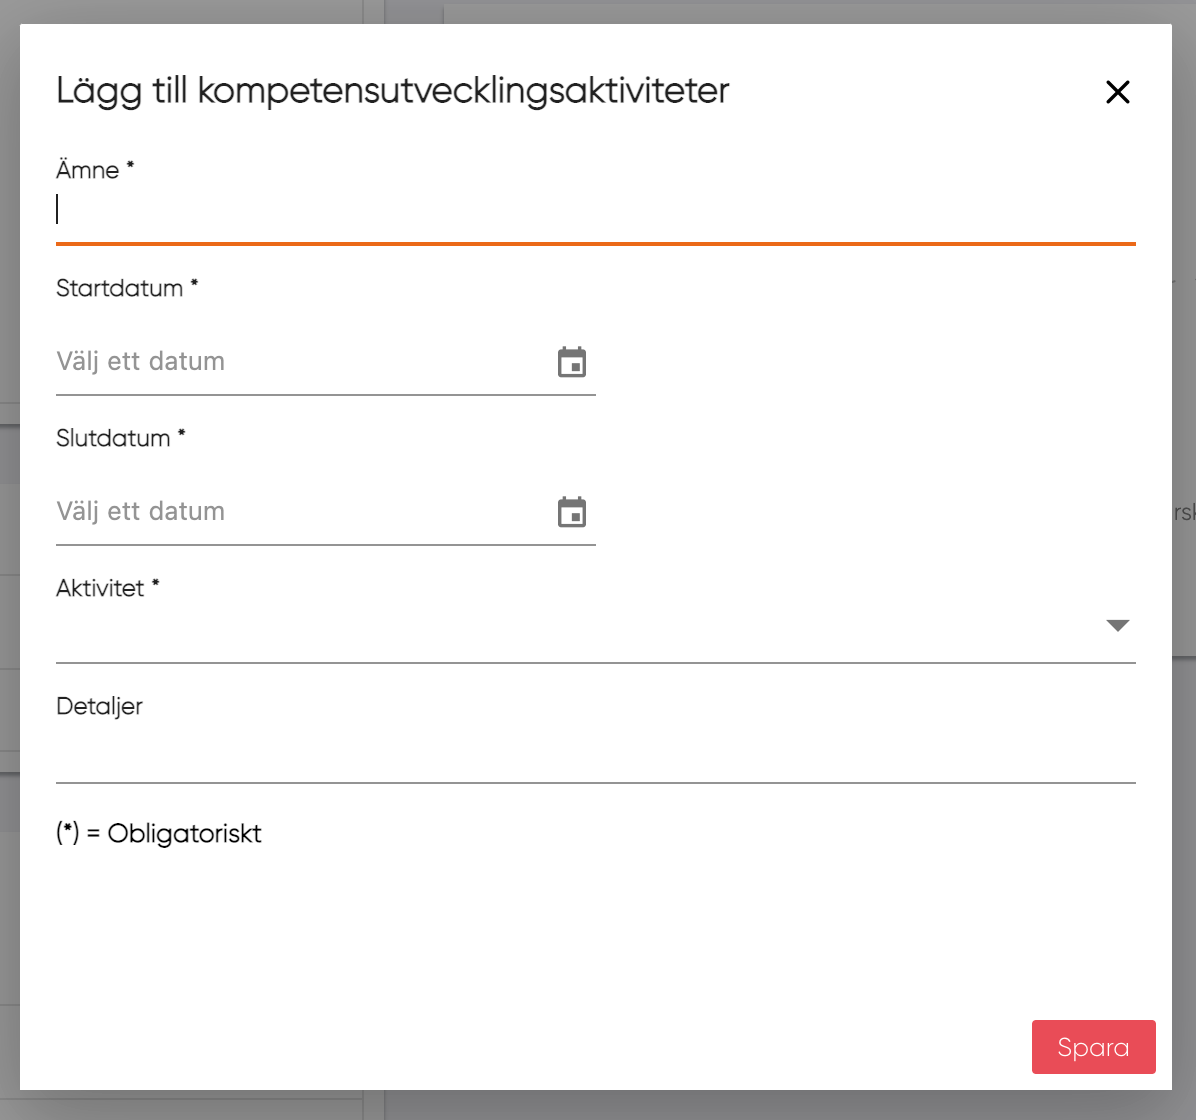 Lägg till kompetensutvecklingsaktiviteter
Ämne *
Startdatum *
Välj ett datum
Slutdatum *
Välj ett datum
Aktivitet *
Detaljer
(*) = Obligatoriskt
Spara